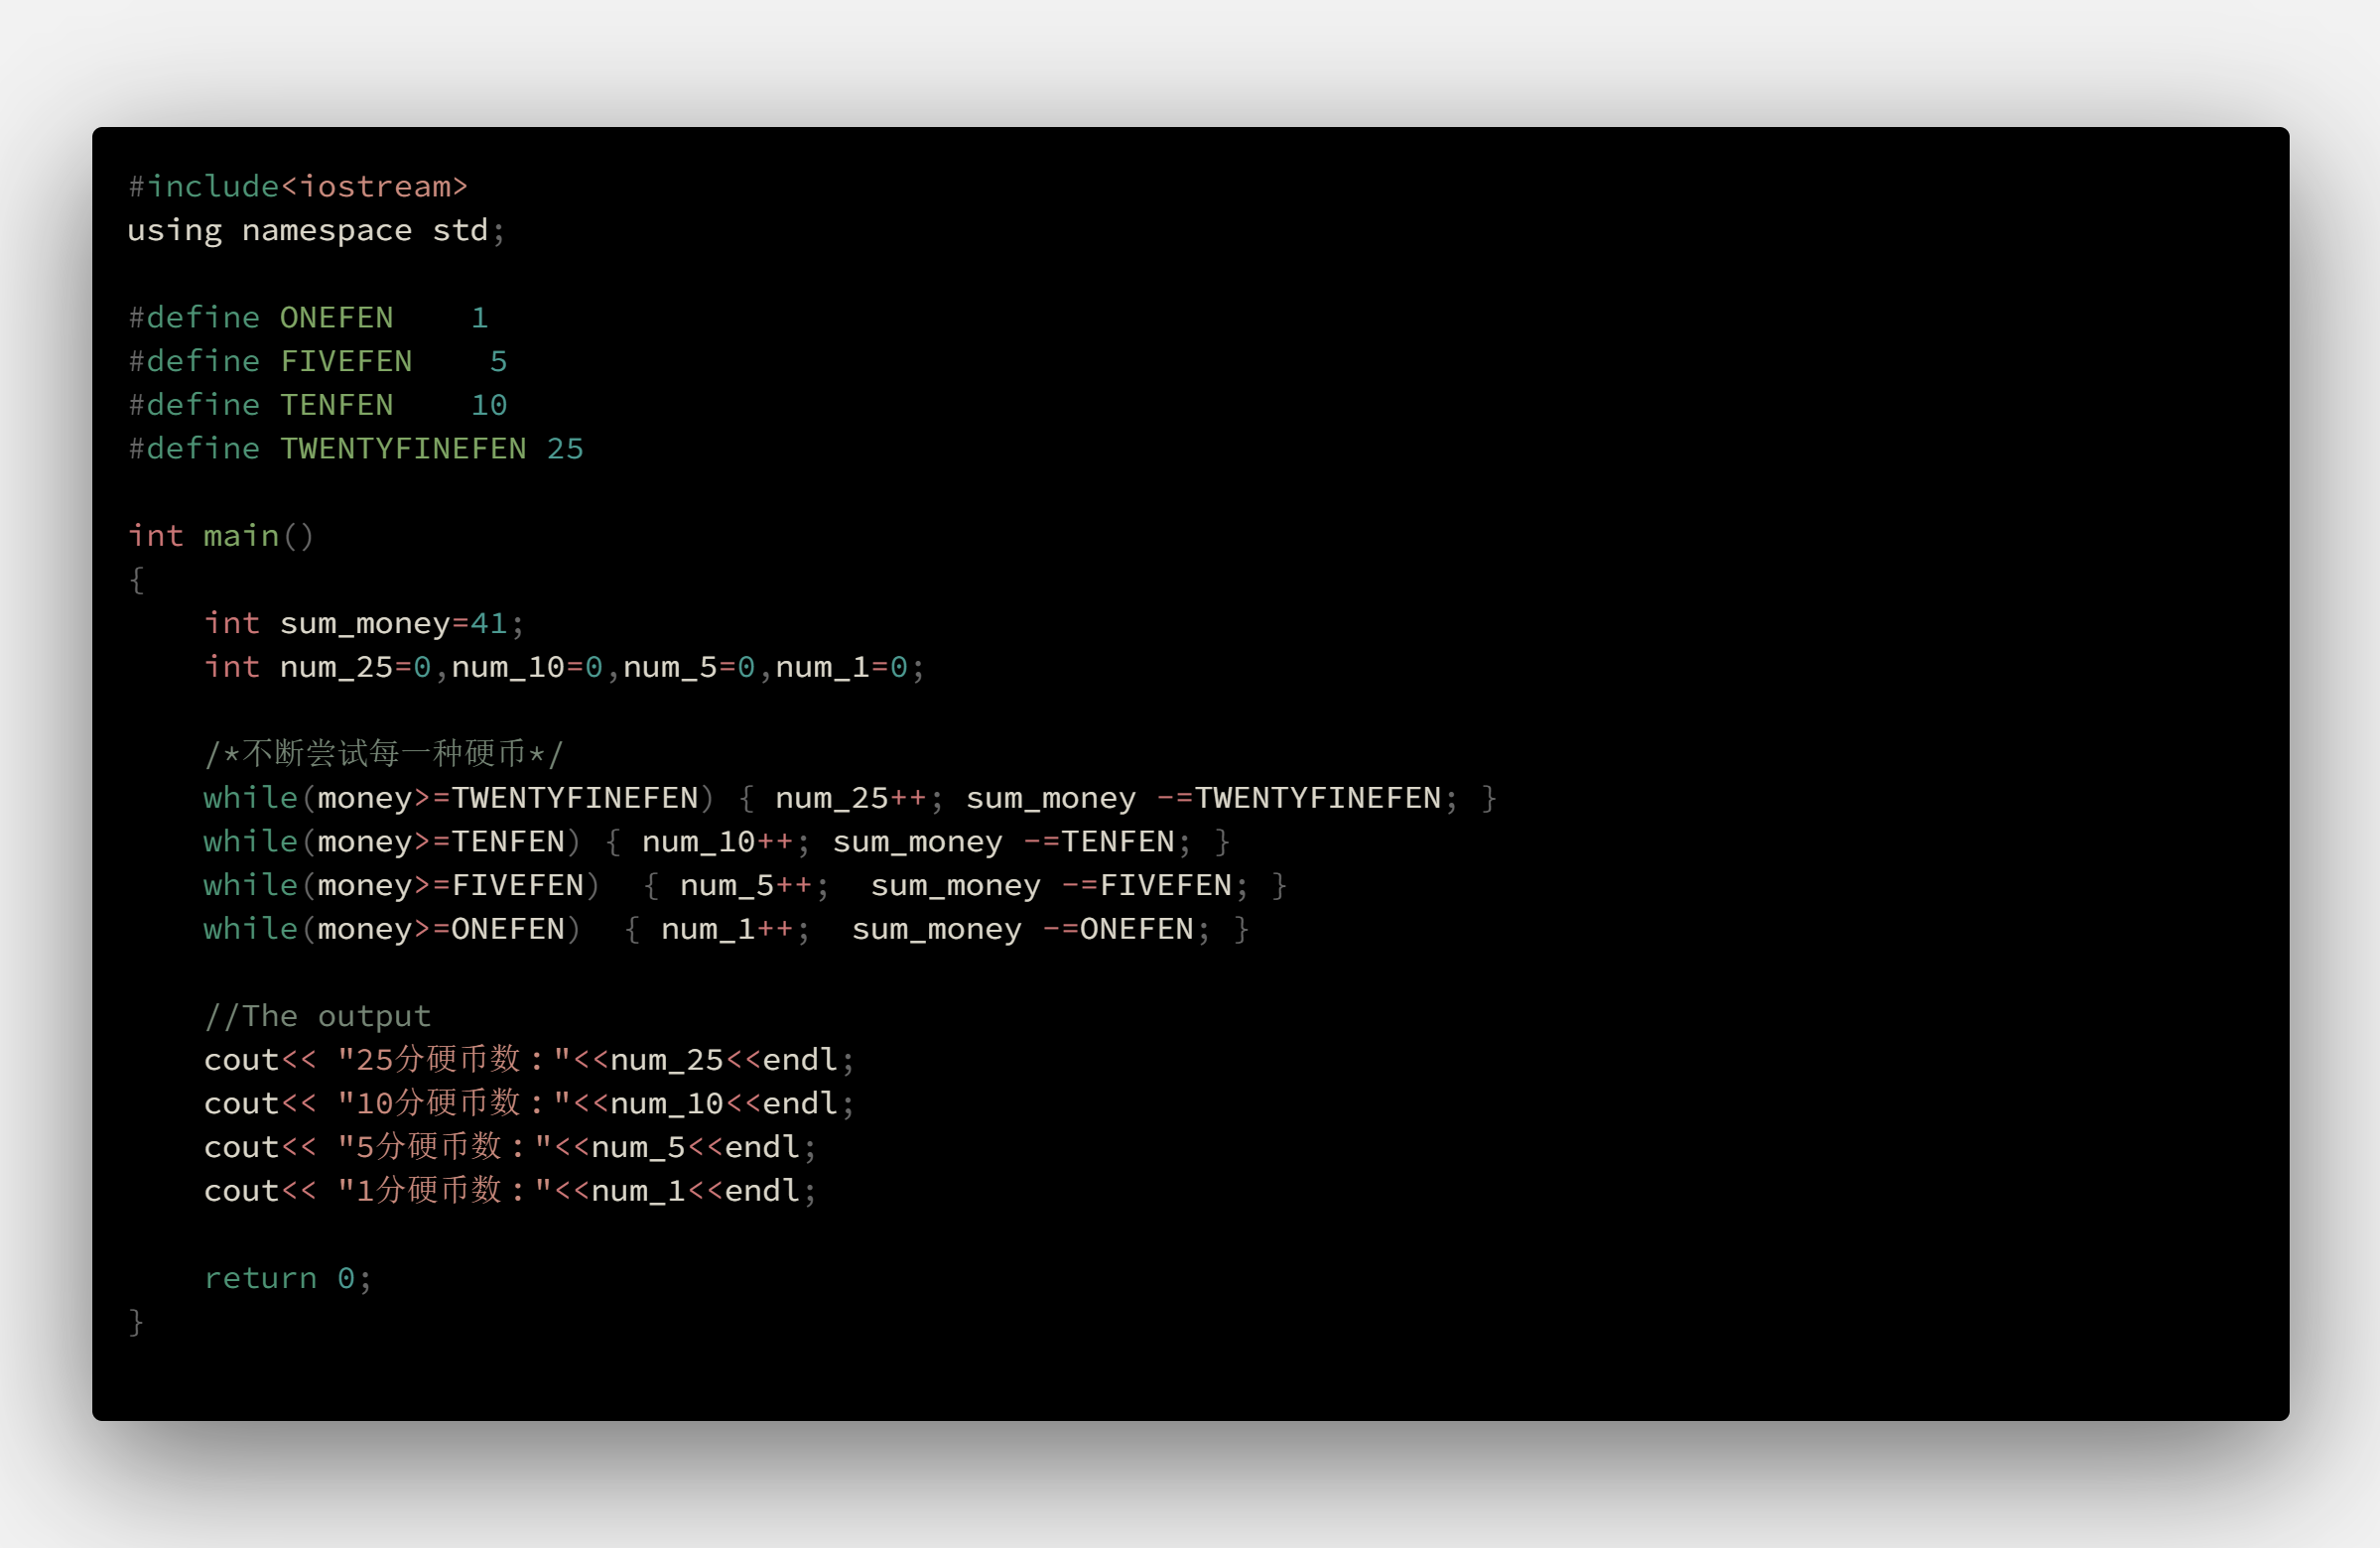 #include<iostream>
using namespace std;
#define ONEFEN    1
#define FIVEFEN    5
#define TENFEN    10
#define TWENTYFINEFEN 25
int main()
{
    int sum_money=41;
    int num_25=0,num_10=0,num_5=0,num_1=0;
    /*不断尝试每一种硬币*/
    while(money>=TWENTYFINEFEN) { num_25++; sum_money -=TWENTYFINEFEN; }
    while(money>=TENFEN) { num_10++; sum_money -=TENFEN; }
    while(money>=FIVEFEN)  { num_5++;  sum_money -=FIVEFEN; }
    while(money>=ONEFEN)  { num_1++;  sum_money -=ONEFEN; }
    //The output
    cout<< "25分硬币数："<<num_25<<endl;
    cout<< "10分硬币数："<<num_10<<endl;
    cout<< "5分硬币数："<<num_5<<endl;
    cout<< "1分硬币数："<<num_1<<endl;
    return 0;
}